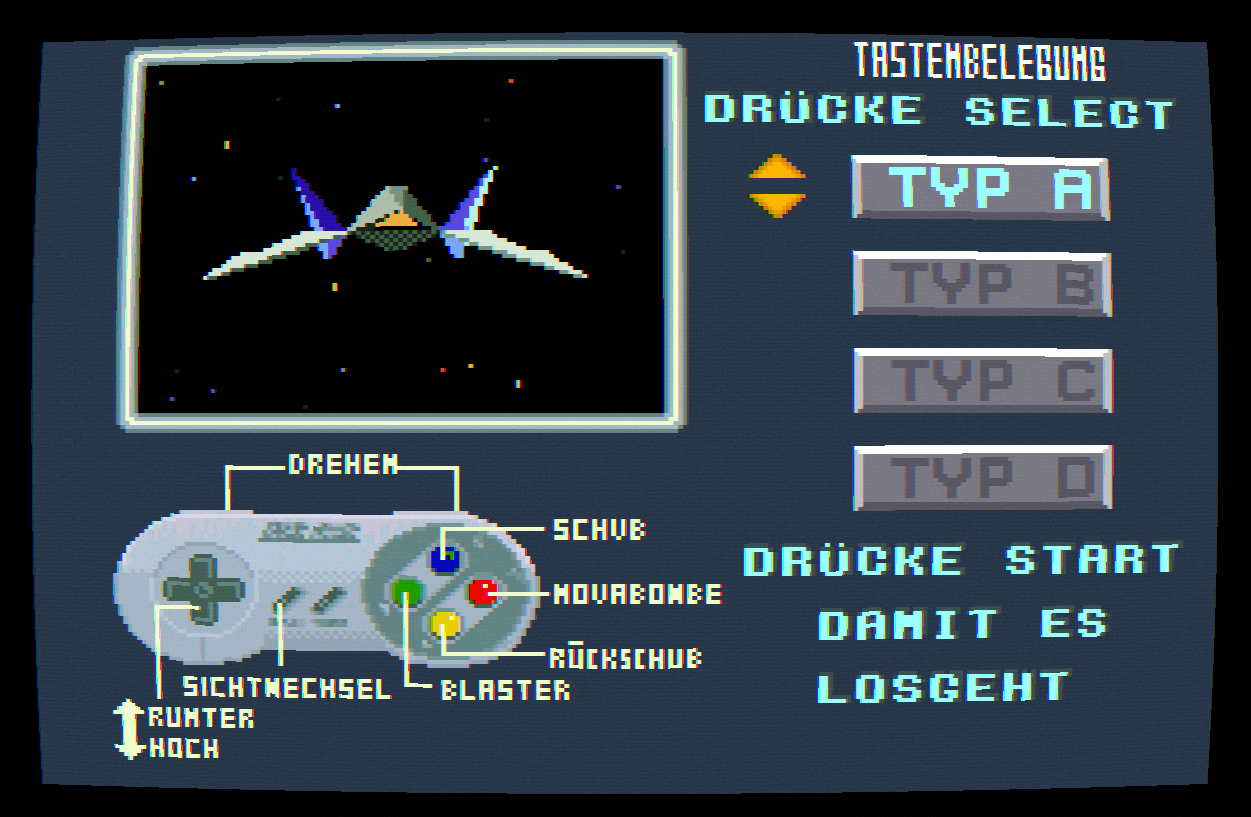 TASTENBELEGUNG
DRÜCKE SELECT
TYP A
TYP B
TYP C
TYP D
DREHEN
SCHUB
NOVABOMBE
RÜCKSCHUB
BLASTER
SICHTWECHSEL
RUNTER
HOCH
DRÜCKE START
DAMIT ES
LOSGEHT